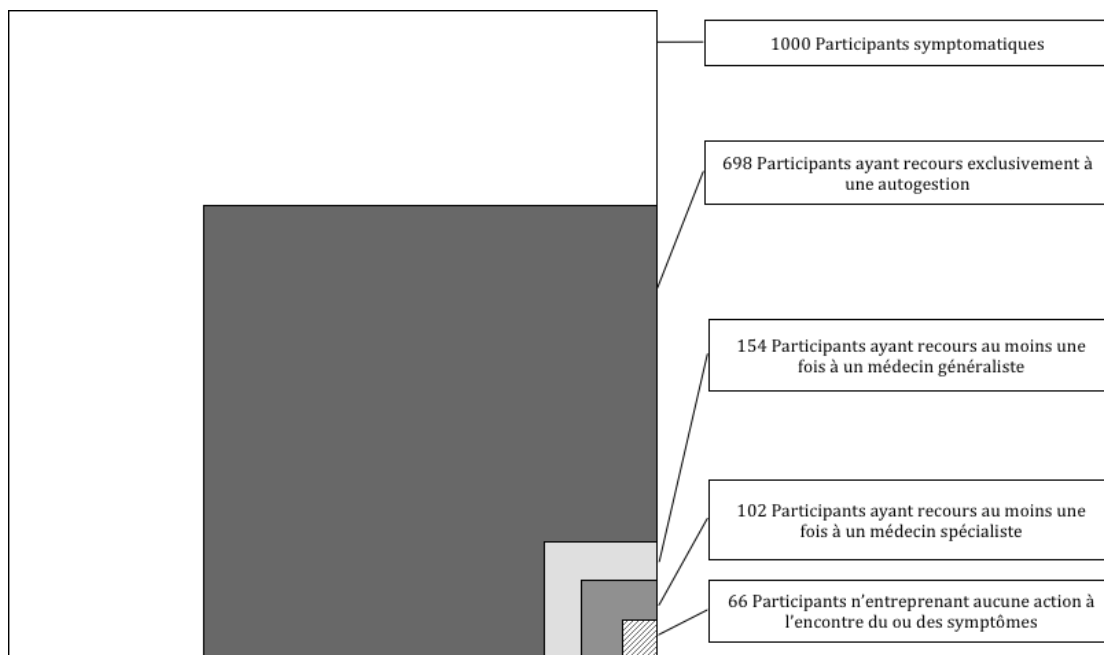 1000 Participants symptomatiques
698 Participants ayant recours exclusivement à
une autogestion
154 Participants ayant recours au moins une
fois à un médecin généraliste
102 Participants ayant recours au moins une
fois à un médecin spécialiste
66 Participants n'entreprenant aucune action à
l'encontre du ou des symptômes